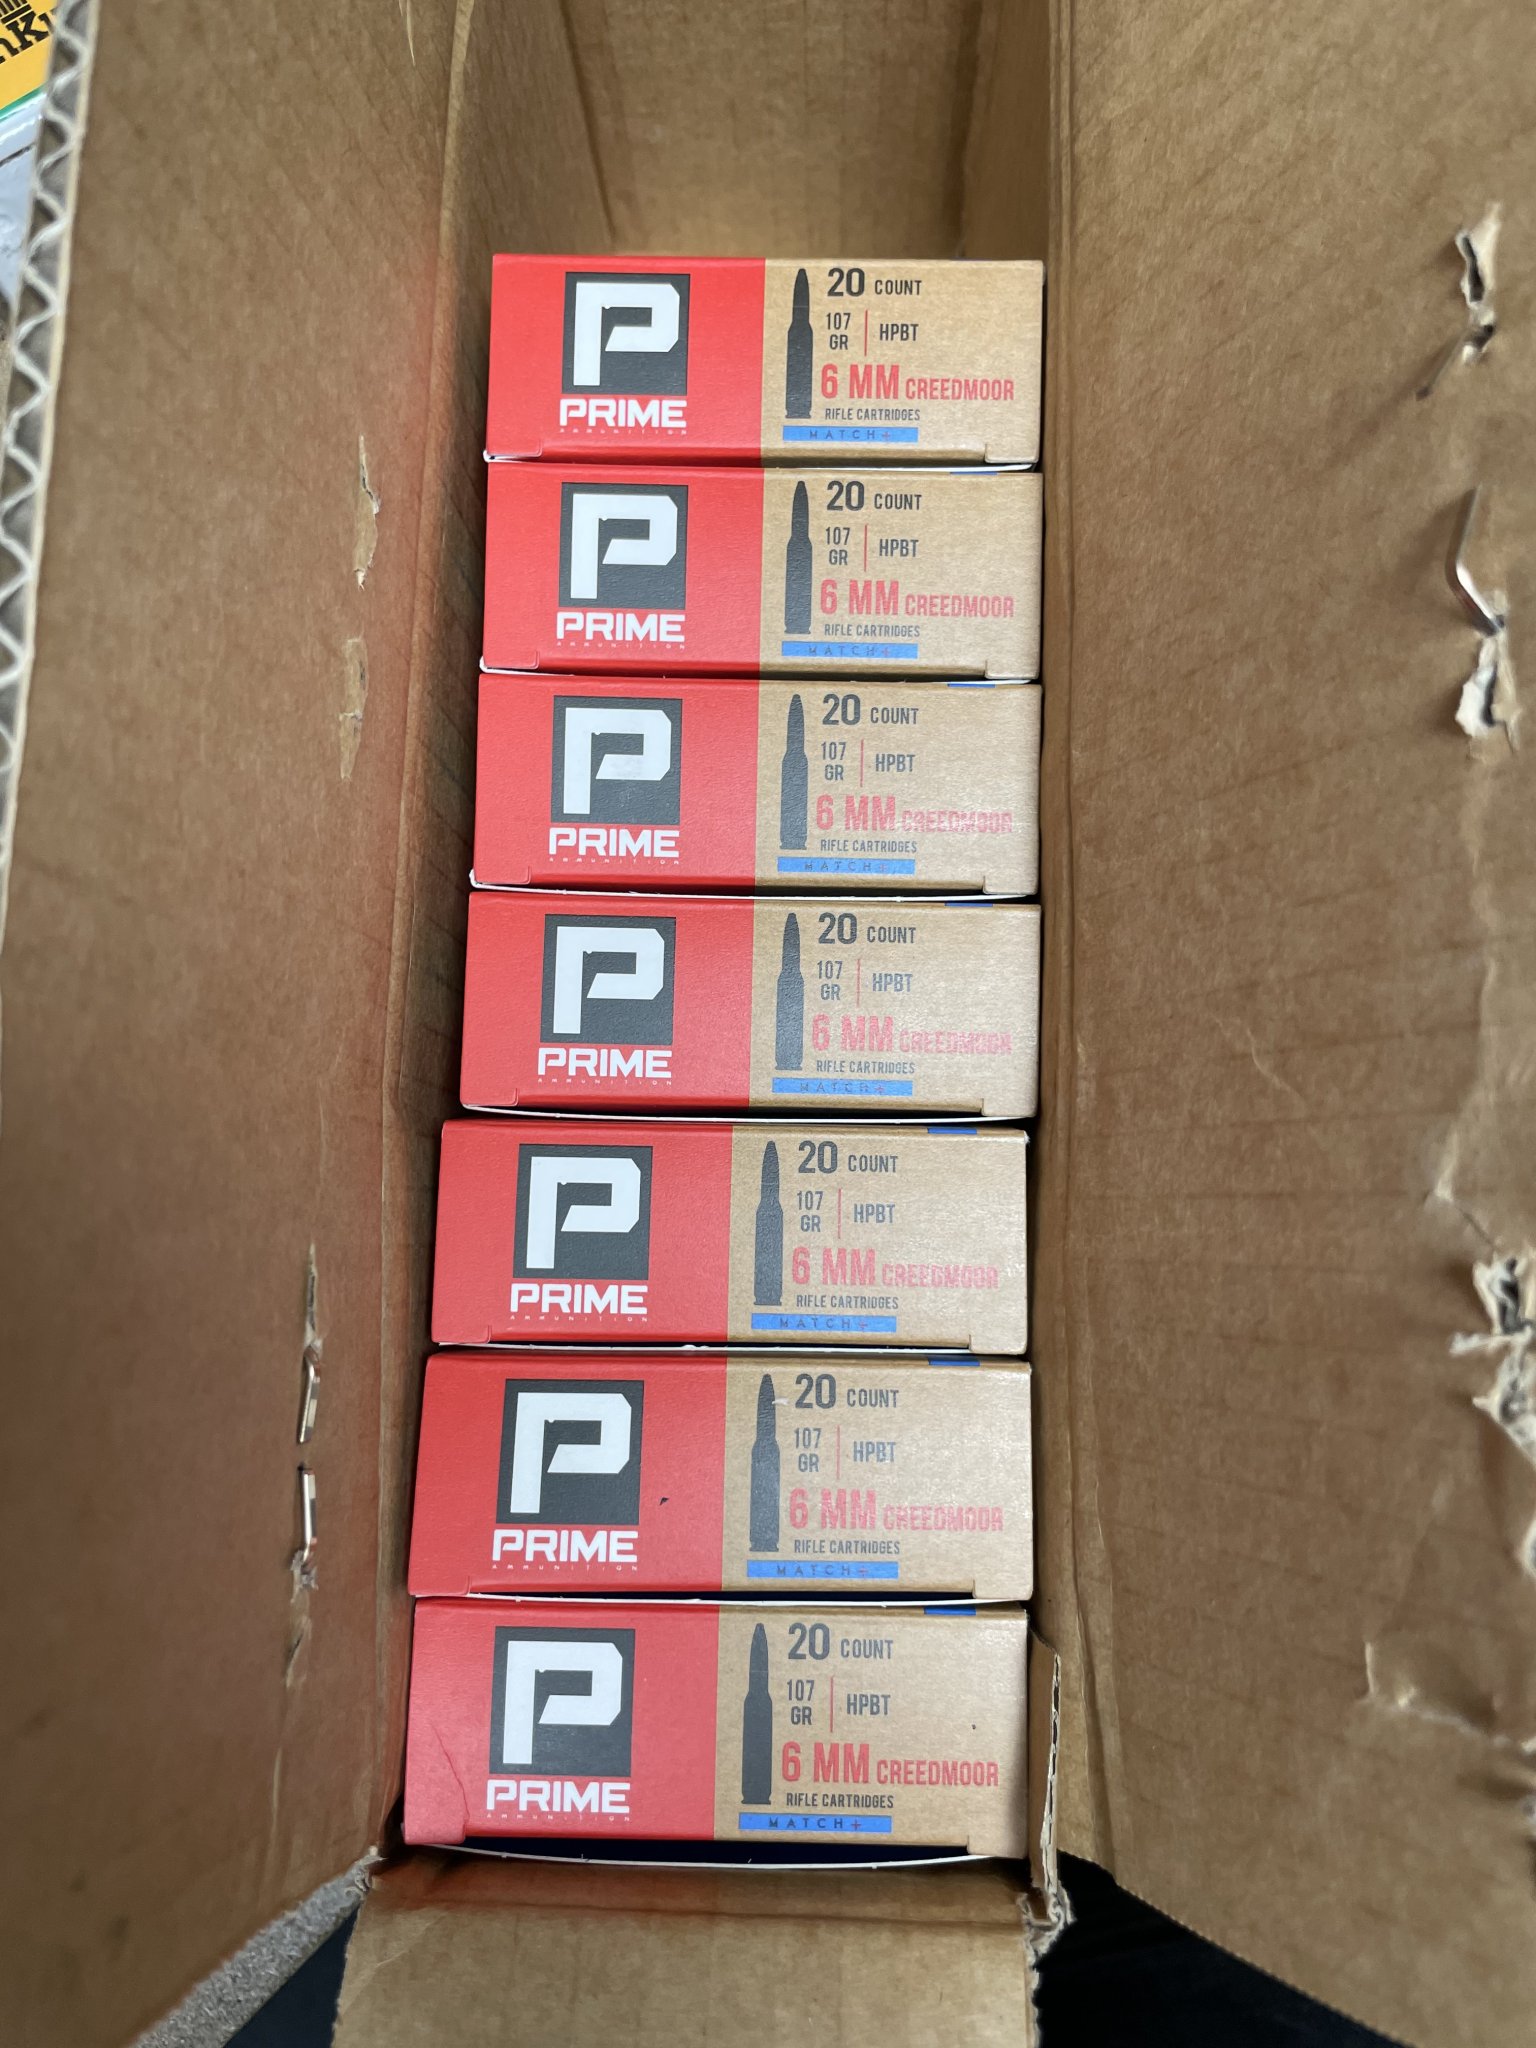 20 COUNT
107 GR | HPBT
6 MM CREEDMOOR
RIFLE CARTRIDGES
MATCH+
PRIME
AMMUNITION
20 COUNT
107 GR | HPBT
6 MM CREEDMOOR
RIFLE CARTRIDGES
MATCH+
PRIME
AMMUNITION
20 COUNT
107 GR | HPBT
6 MM CREEDMOOR
RIFLE CARTRIDGES
MATCH+
PRIME
AMMUNITION
20 COUNT
107 GR | HPBT
6 MM CREEDMOOR
RIFLE CARTRIDGES
MATCH+
PRIME
AMMUNITION
20 COUNT
107 GR | HPBT
6 MM CREEDMOOR
RIFLE CARTRIDGES
MATCH+
PRIME
AMMUNITION
20 COUNT
107 GR | HPBT
6 MM CREEDMOOR
RIFLE CARTRIDGES
MATCH+
PRIME
AMMUNITION
20 COUNT
107 GR | HPBT
6 MM CREEDMOOR
RIFLE CARTRIDGES
MATCH+
PRIME
AMMUNITION